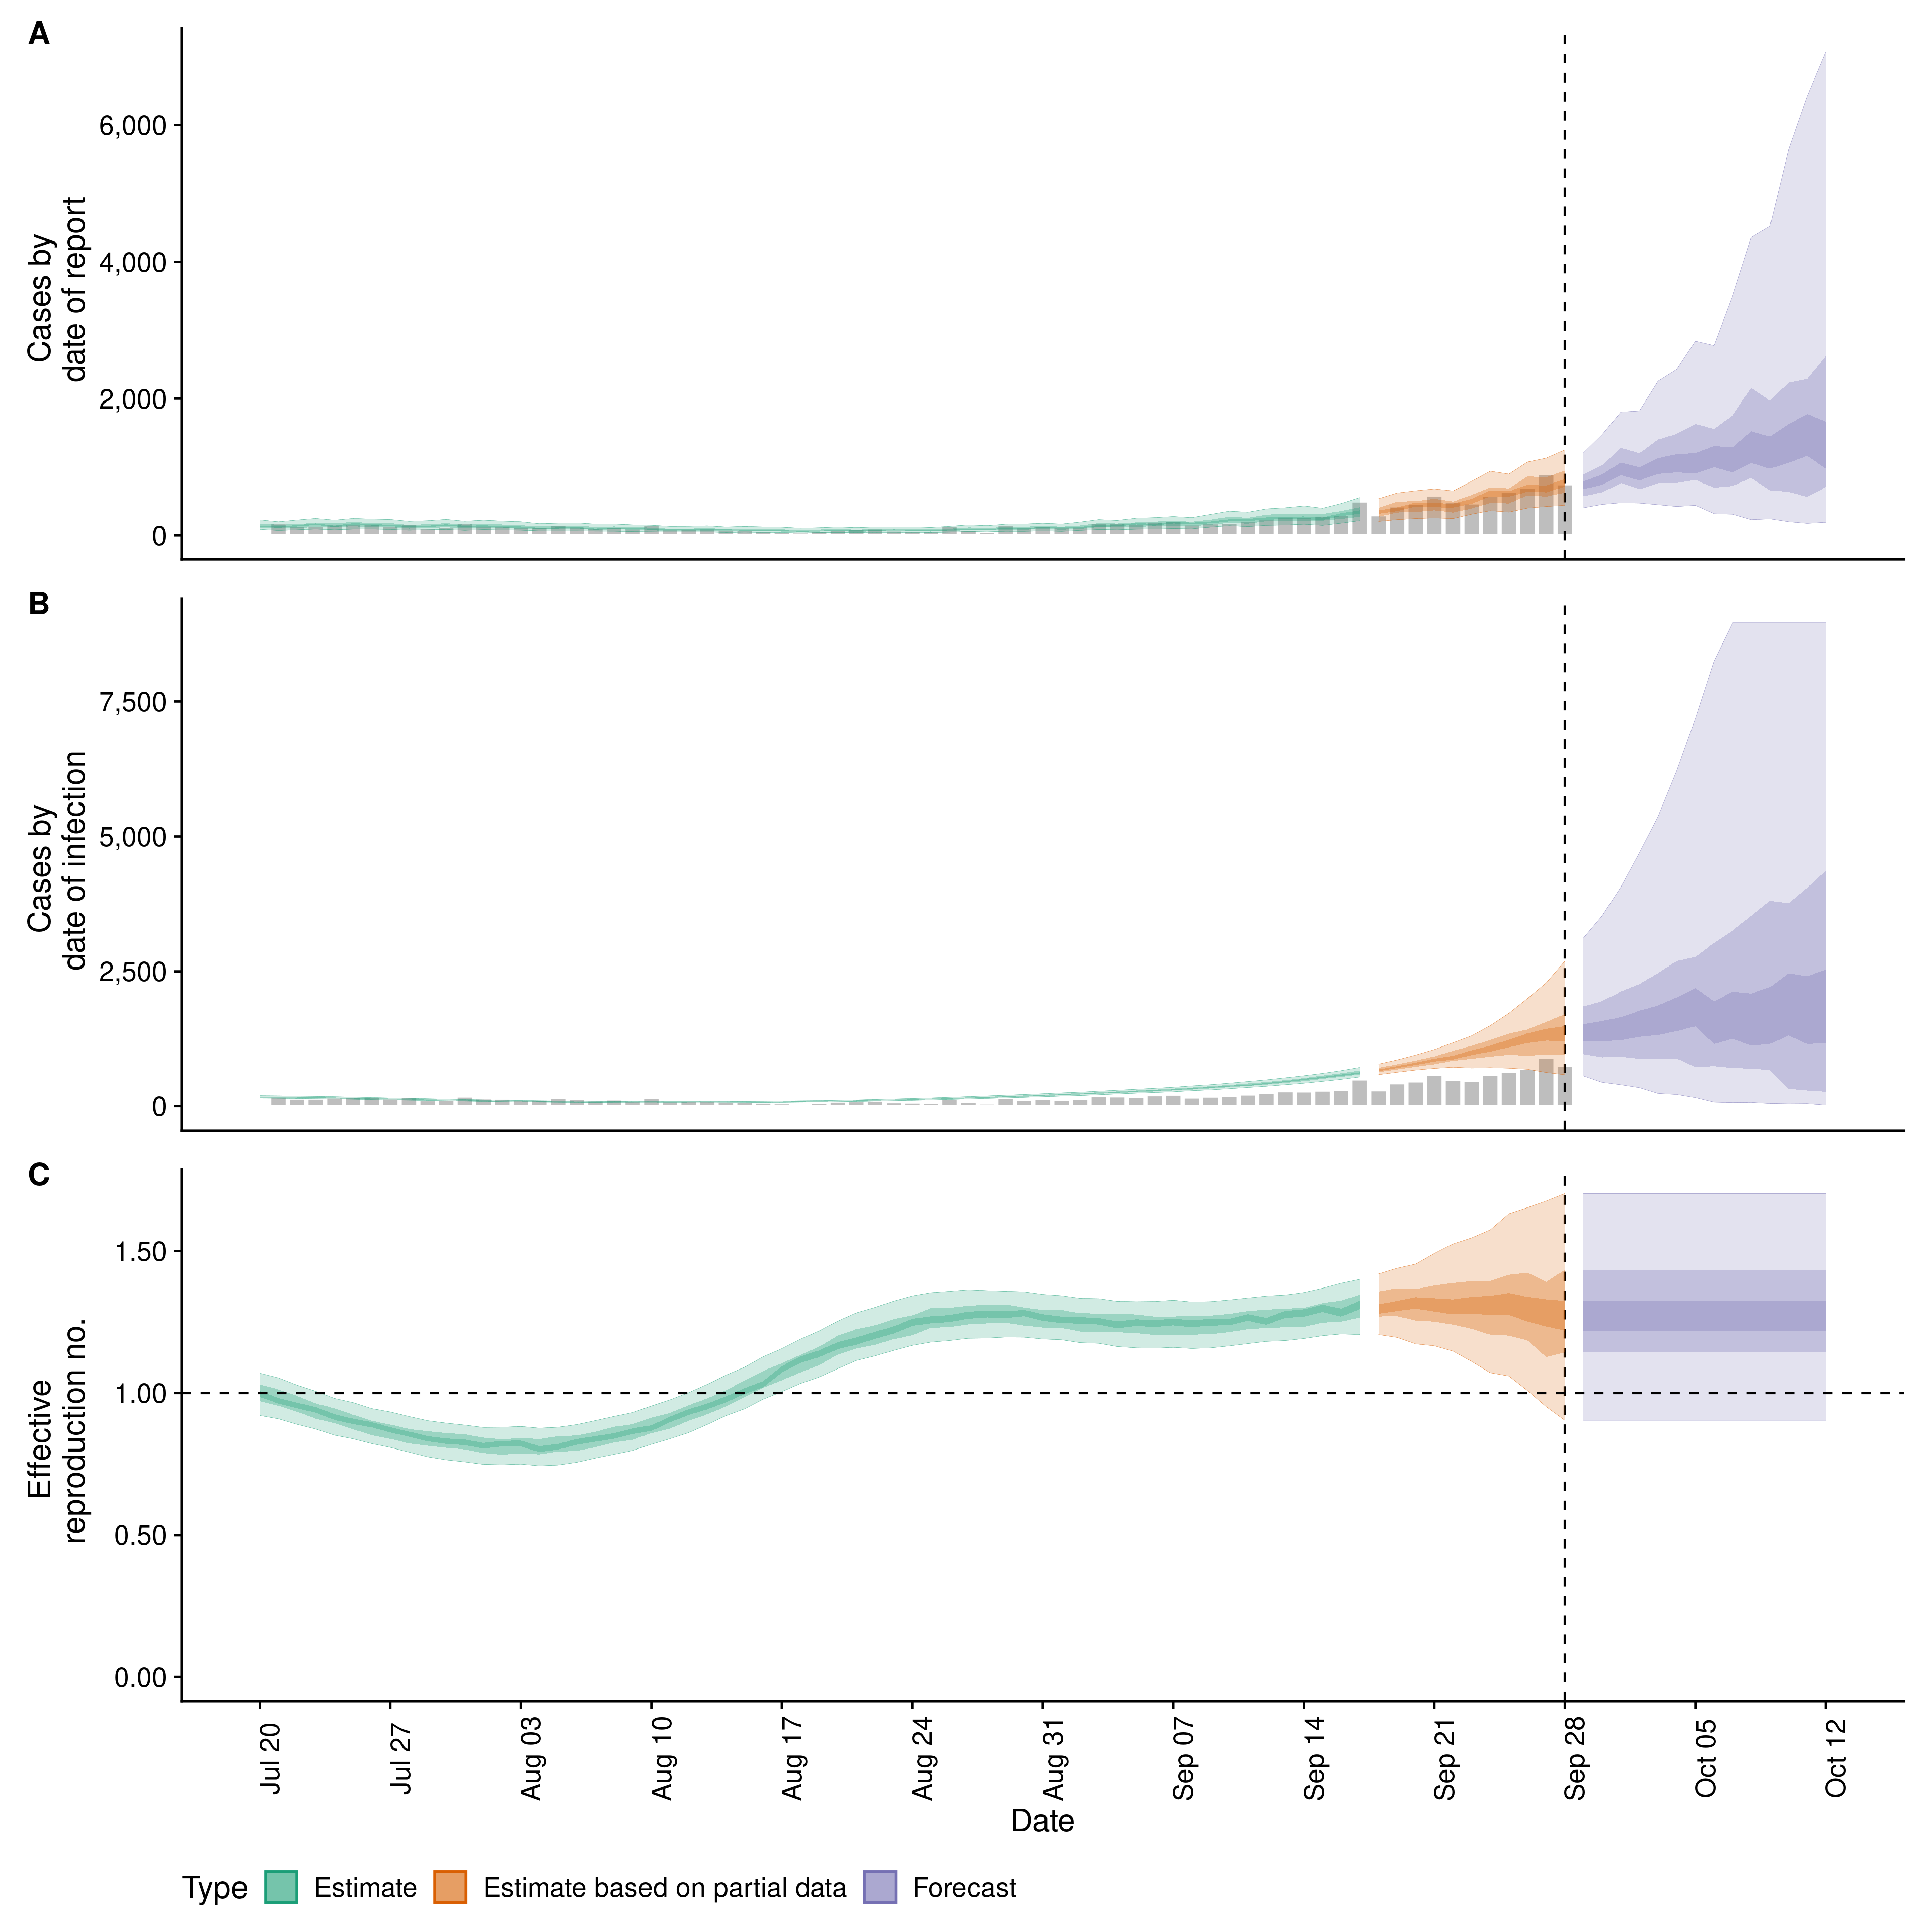 A
Cases by
date of report
6,000
4,000
2,000
0
B
Cases by
date of infection
7,500
5,000
2,500
0
C
Effective
reproduction no.
1.50
1.00
0.50
0.00
Jul 20
Jul 27
Aug 03
Aug 10
Aug 17
Aug 24
Aug 31
Sep 07
Sep 14
Sep 21
Sep 28
Oct 05
Oct 12
Date
Type Estimate Estimate based on partial data Forecast